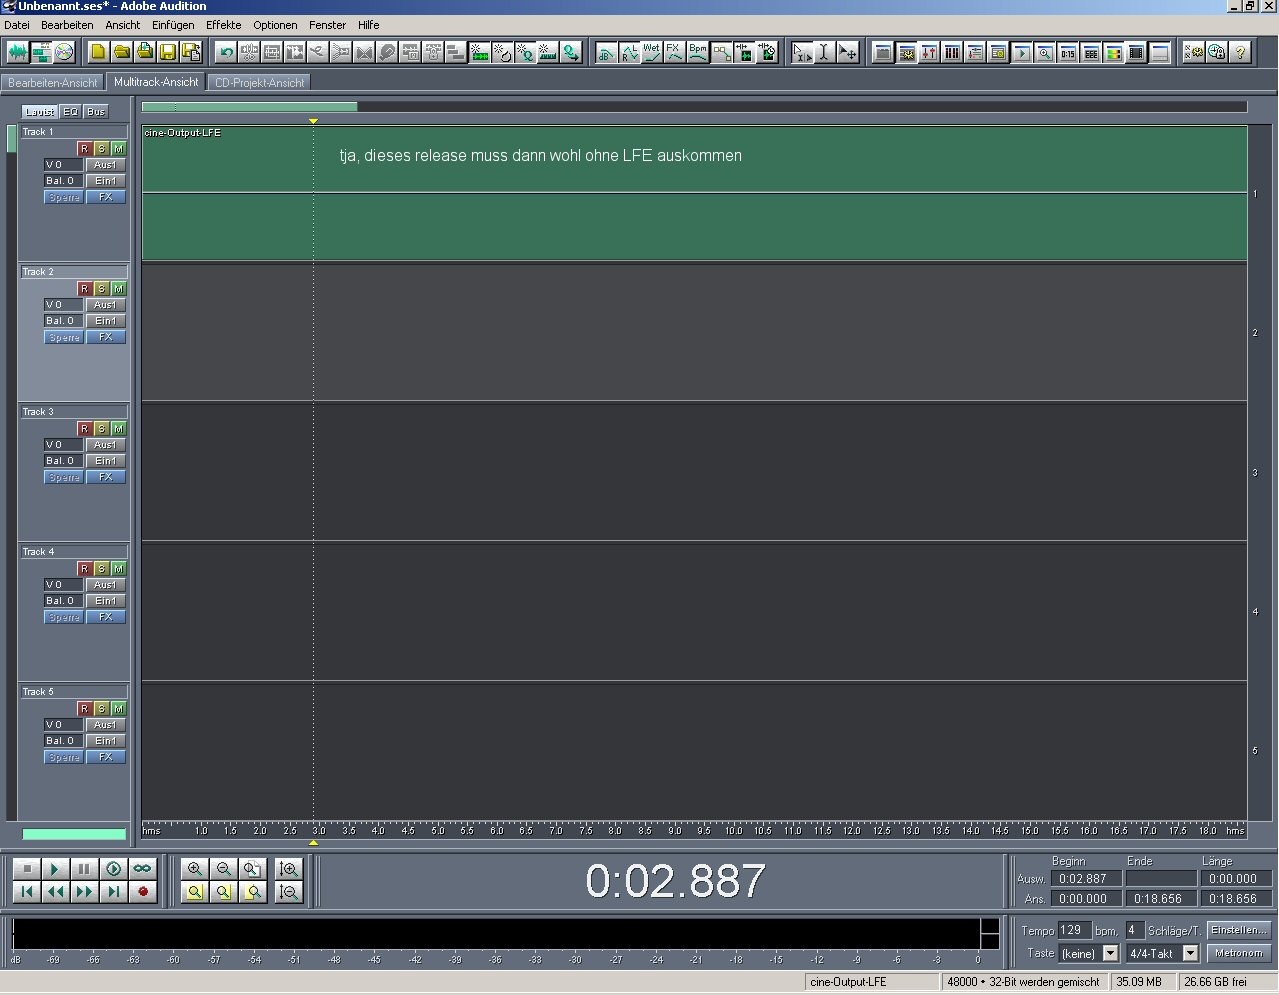 Unbenannt.ses* - Adobe Audition
Datei Bearbeiten Ansicht Einfügen Effekte Optionen Fenster Hilfe
Wet FX Bpm
Bearbeiten-Ansicht Multitrack-Ansicht CD-Projekt-Ansicht
Lautst EQ Bus
Track 1
cine-Output-LFE
tja, dieses release muss dann wohl ohne LFE auskommen
R S M
V 0 Aus1
Bal. 0 Ein1
Sperre FX
1
Track 2
R S M
V 0 Aus1
Bal. 0 Ein1
Sperre FX
2
Track 3
R S M
V 0 Aus1
Bal. 0 Ein1
Sperre FX
3
Track 4
R S M
V 0 Aus1
Bal. 0 Ein1
Sperre FX
4
Track 5
R S M
V 0 Aus1
Bal. 0 Ein1
Sperre FX
5
hms 1.0 1.5 2.0 2.5 3.0 3.5 4.0 4.5 5.0 5.5 6.0 6.5 7.0 7.5 8.0 8.5 9.0 9.5 10.0 10.5 11.0 11.5 12.0 12.5 13.0 13.5 14.0 14.5 15.0 15.5 16.0 16.5 17.0 17.5 18.0 hms
0:02.887
Beginn Ende Länge
Ausw. 0:02.887 0:00.000
Ans. 0:00.000 0:18.656 0:18.656
Tempo 129 bpm, 4 Schläge/T. Einstellen...
Taste (keine) 4/4-Takt Metronom
dB -69 -66 -63 -60 -57 -54 -51 -48 -45 -42 -39 -36 -33 -30 -27 -24 -21 -18 -15 -12 -9 -6 -3 0
cine-Output-LFE 48000 • 32-Bit werden gemischt 35.09 MB 26.66 GB frei